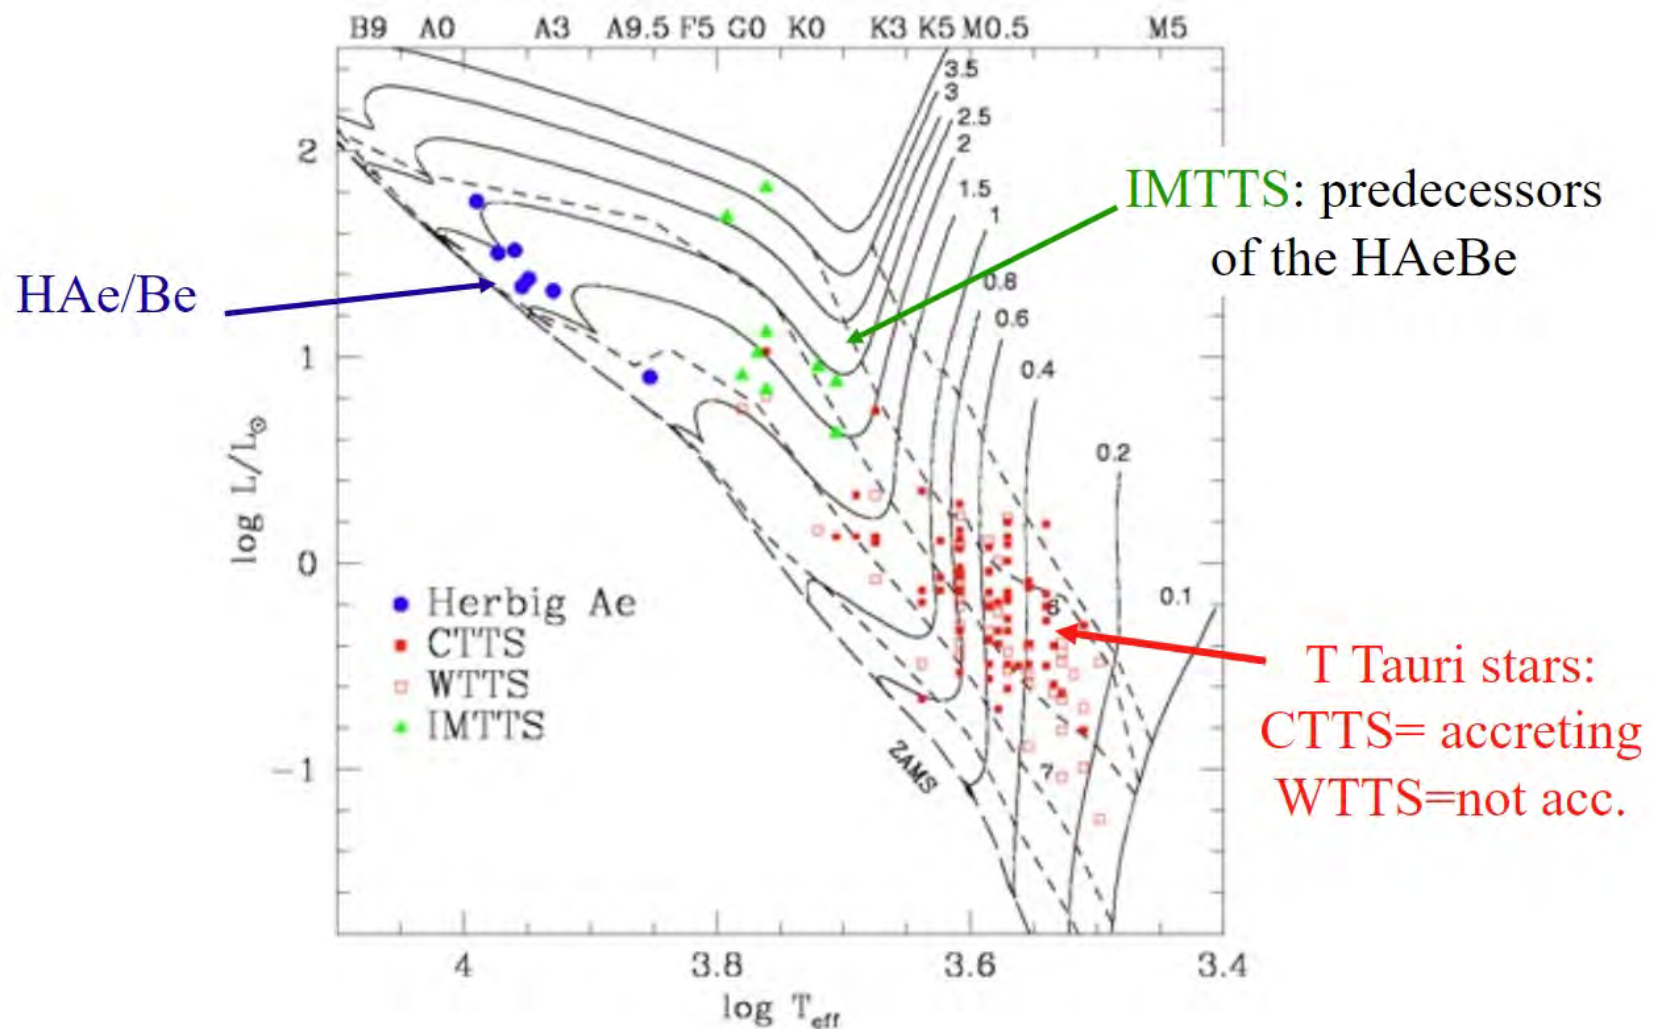 B9 A0 A3 A9.5 F5 G0 K0 K3 K5 M0.5 M5
3.5
3
2.5
2
1.5
1
0.8
0.6
0.4
0.2
0.1
6
7
ZAMS
2
1
0
-1
log L/L⊙
4 3.8 3.6 3.4
log Teff
HAe/Be
IMTTS: predecessors
of the HAeBe
Herbig Ae
CTTS
WTTS
IMTTS
T Tauri stars:
CTTS= accreting
WTTS=not acc.